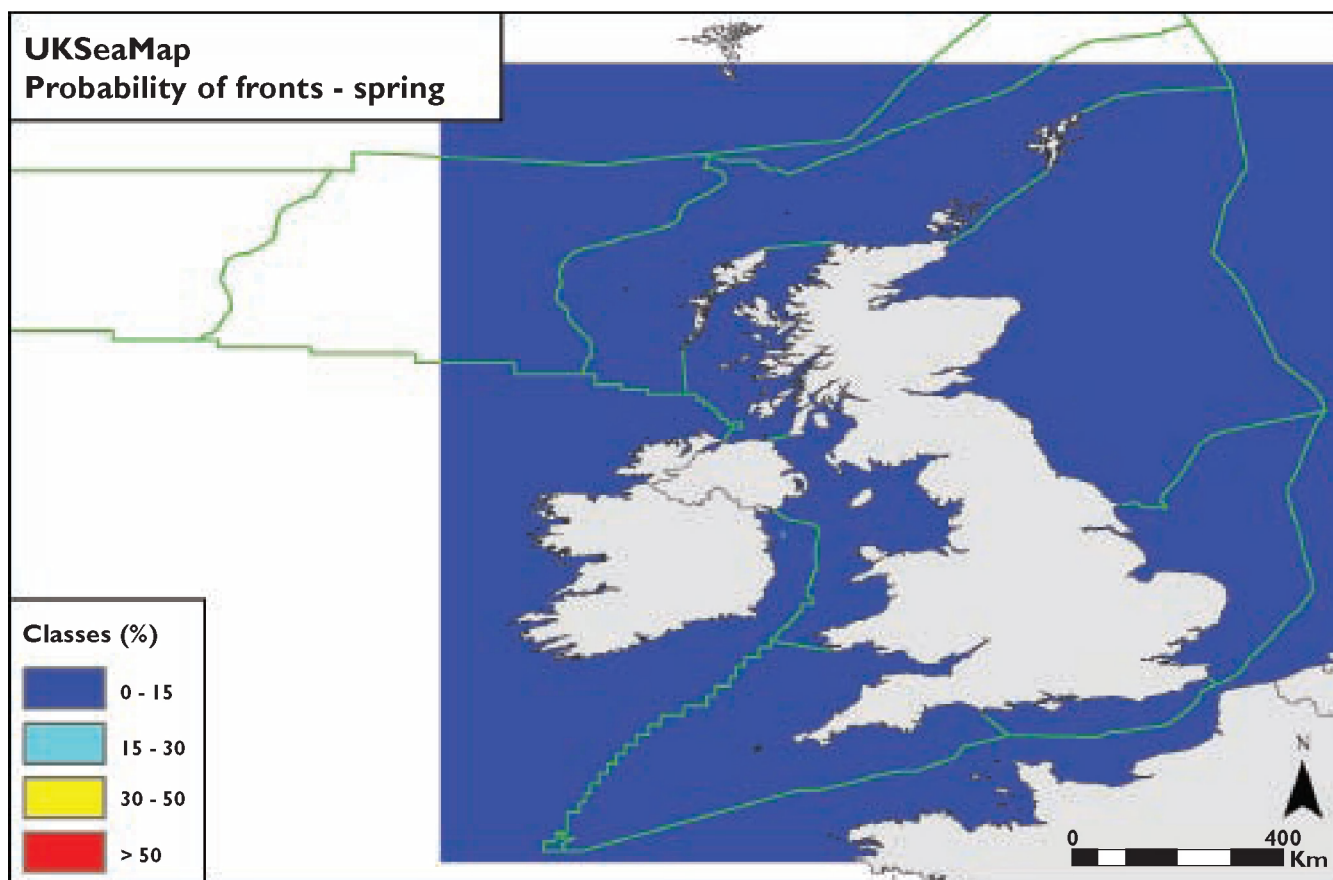 UKSeaMap
Probability of fronts - spring
Classes (%)
0 - 15
15 - 30
30 - 50
> 50
N
0 400
Km